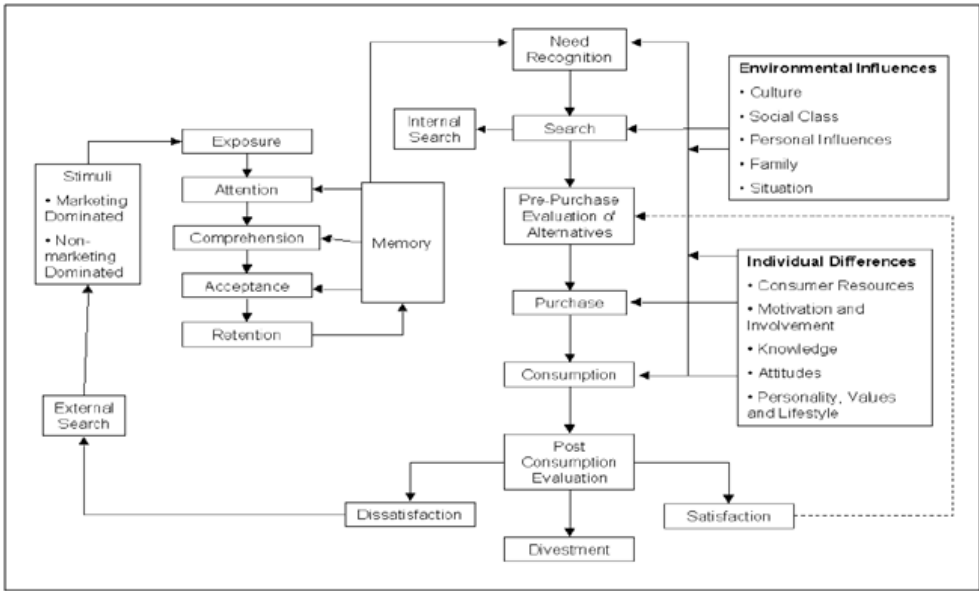 Need
Recognition
Environmental Influences
• Culture
• Social Class
• Personal Influences
• Family
• Situation
Internal
Search
Search
Exposure
Stimuli
• Marketing
Dominated
• Non-
marketing
Dominated
Attention
Comprehension
Acceptance
Retention
Memory
Pre-Purchase
Evaluation of
Alternatives
Individual Differences
• Consumer Resources
• Motivation and
Involvement
• Knowledge
• Attitudes
• Personality, Values
and Lifestyle
Purchase
Consumption
External
Search
Post
Consumption
Evaluation
Dissatisfaction
Satisfaction
Divestment